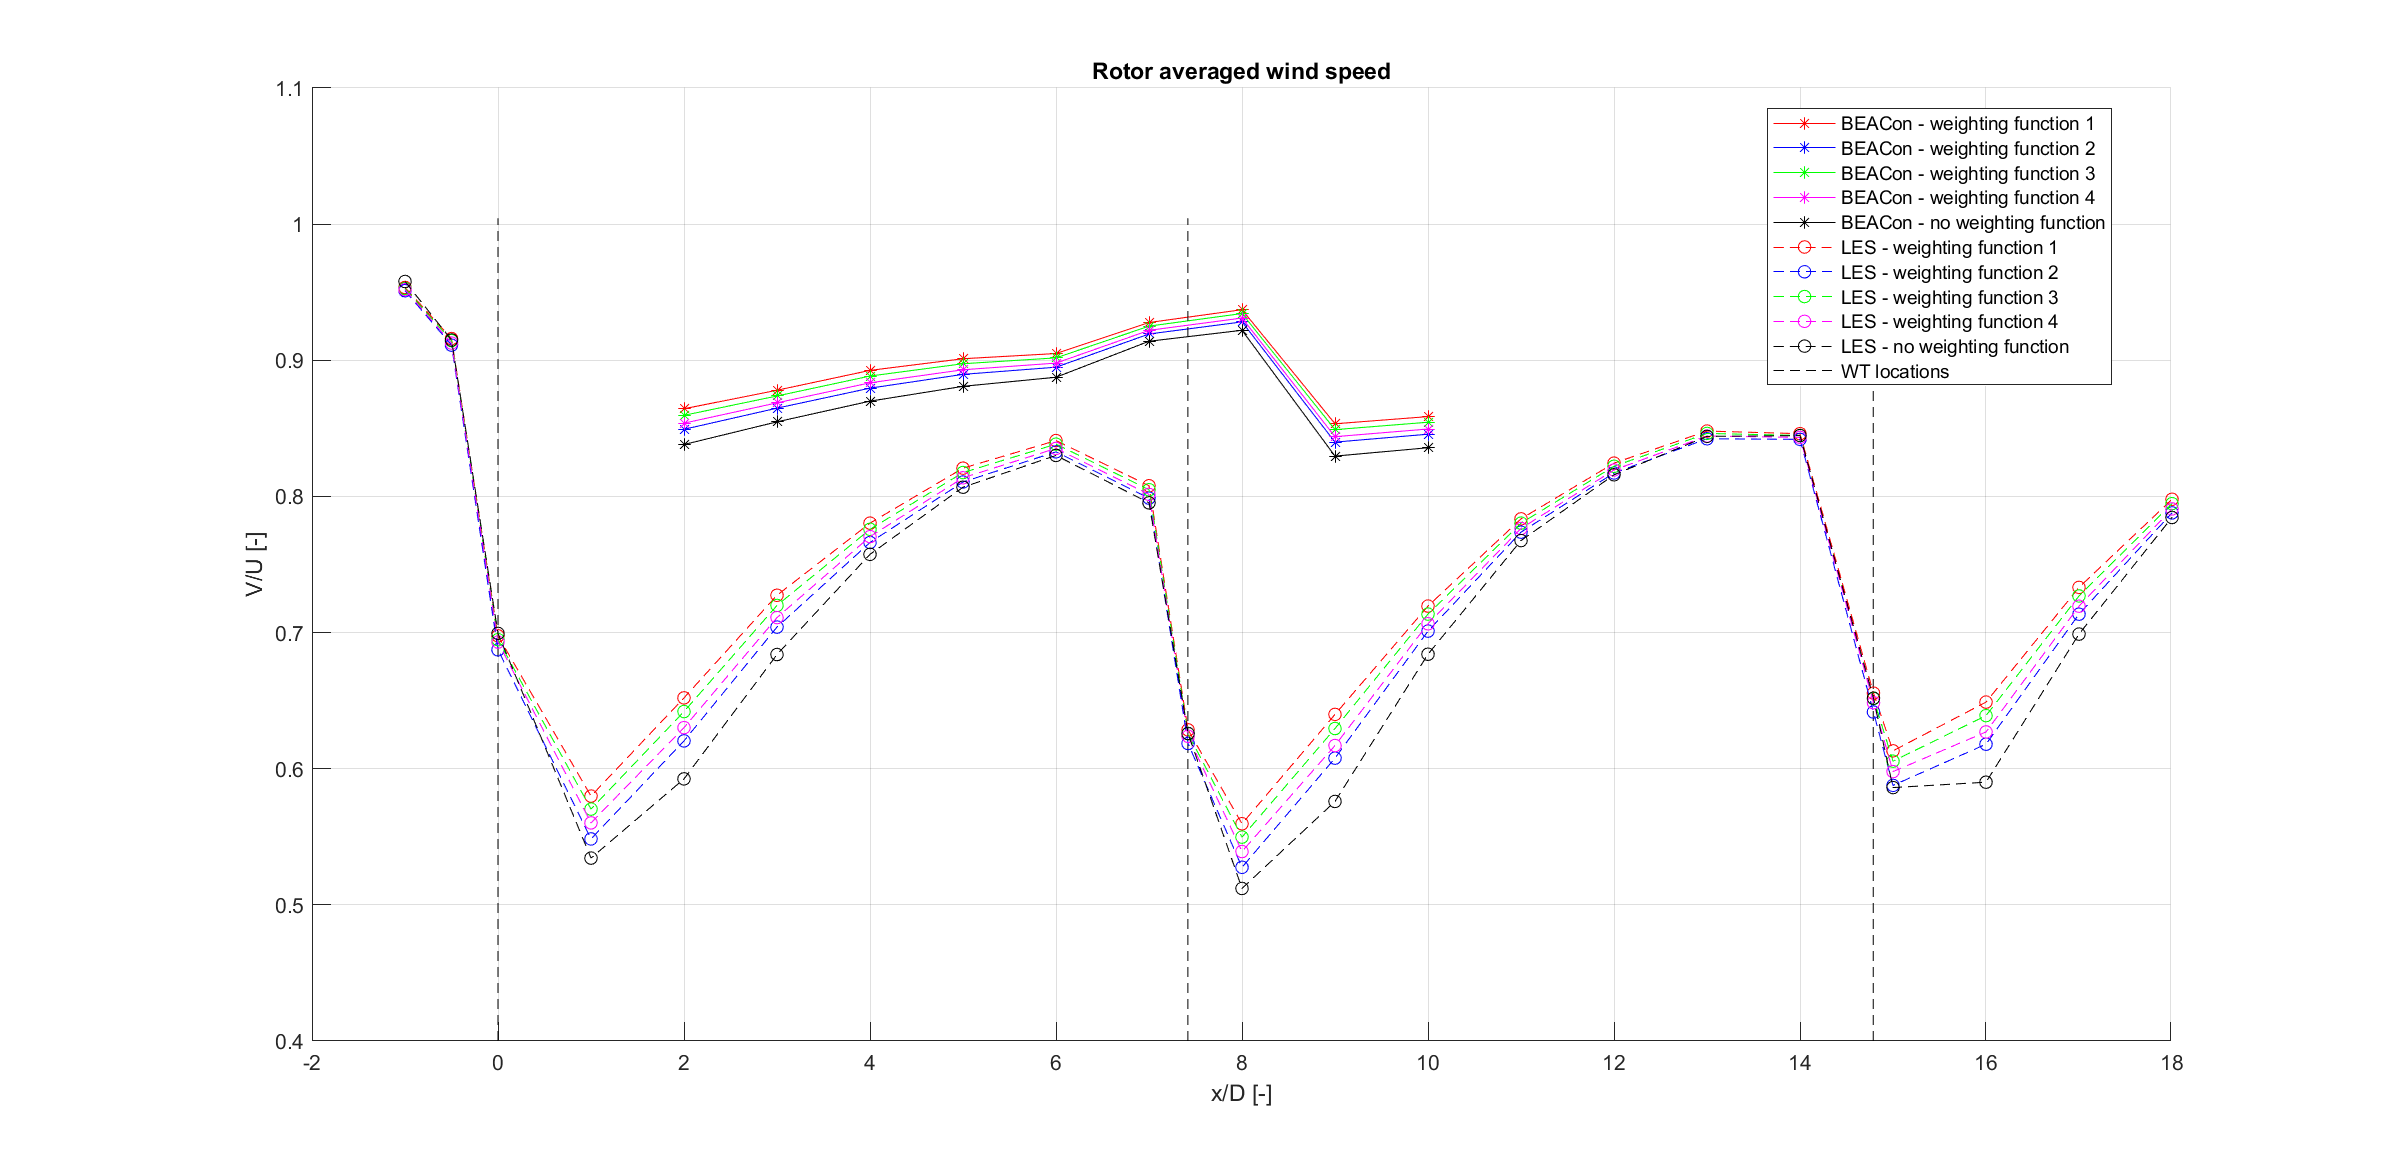 Rotor averaged wind speed
1.1
1
0.9
0.8
0.7
0.6
0.5
0.4
V/U [-]
BEACon - weighting function 1
BEACon - weighting function 2
BEACon - weighting function 3
BEACon - weighting function 4
BEACon - no weighting function
LES - weighting function 1
LES - weighting function 2
LES - weighting function 3
LES - weighting function 4
LES - no weighting function
WT locations
-2 0 2 4 6 8 10 12 14 16 18
x/D [-]